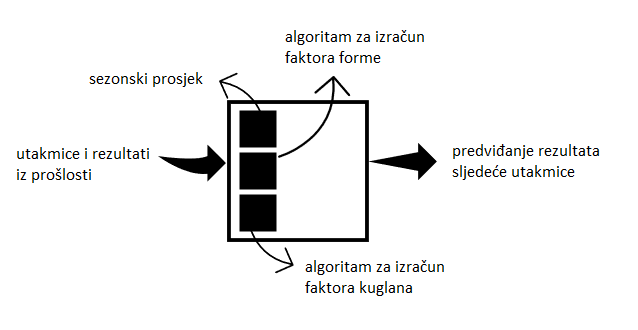 algoritam za izračun
faktora forme
sezonski prosjek
utakmice i rezultati
iz prošlosti
predviđanje rezultata
sljedeće utakmice
algoritam za izračun
faktora kuglana